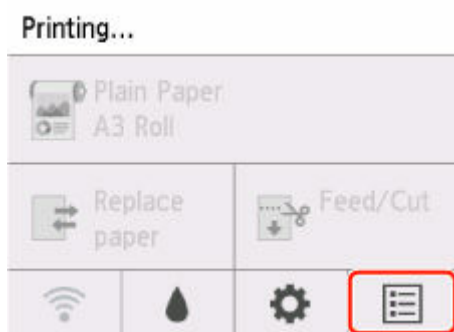 Printing...
Plain Paper
A3 Roll
Replace
paper
Feed/Cut